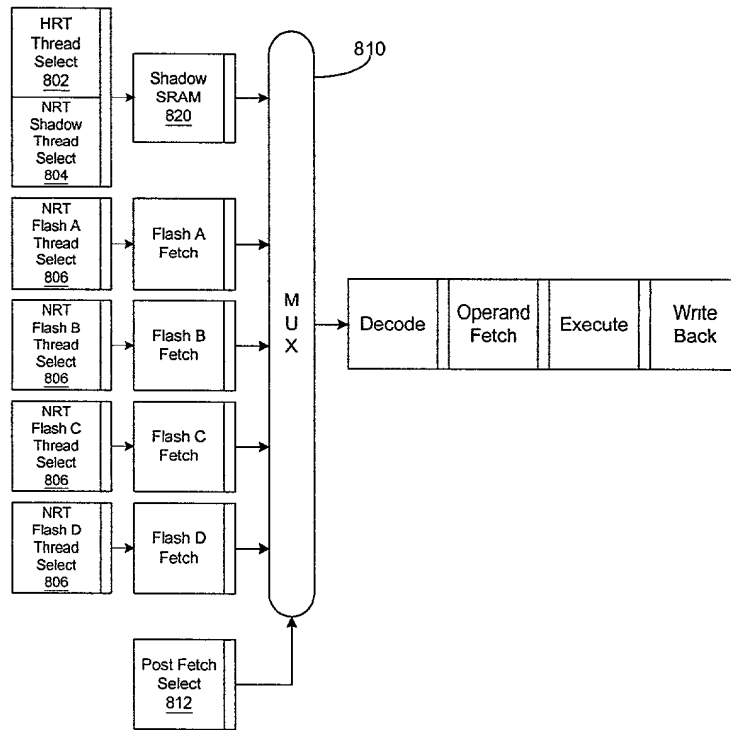 HRT
Thread
Select
802
NRT
Shadow
Thread
Select
804
Shadow
SRAM
820
810
NRT
Flash A
Thread
Select
806
Flash A
Fetch
NRT
Flash B
Thread
Select
806
Flash B
Fetch
NRT
Flash C
Thread
Select
806
Flash C
Fetch
NRT
Flash D
Thread
Select
806
Flash D
Fetch
M
U
X
Decode
Operand
Fetch
Execute
Write
Back
Post Fetch
Select
812